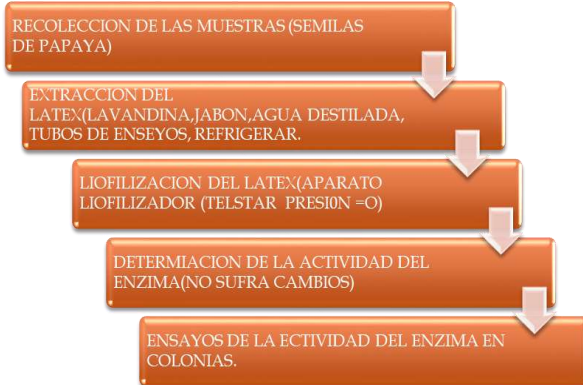 RECOLECCION DE LAS MUESTRAS (SEMILAS
DE PAPAYA)
EXTRACCION DEL
LATEX(LAVANDINA,JABON,AGUA DESTILADA,
TUBOS DE ENSEYOS, REFRIGERAR.
LIOFILIZACION DEL LATEX(APARATO
LIOFILIZADOR (TELSTAR PRESI0N =O)
DETERMIACION DE LA ACTIVIDAD DEL
ENZIMA(NO SUFRA CAMBIOS)
ENSAYOS DE LA ECTIVIDAD DEL ENZIMA EN
COLONIAS.